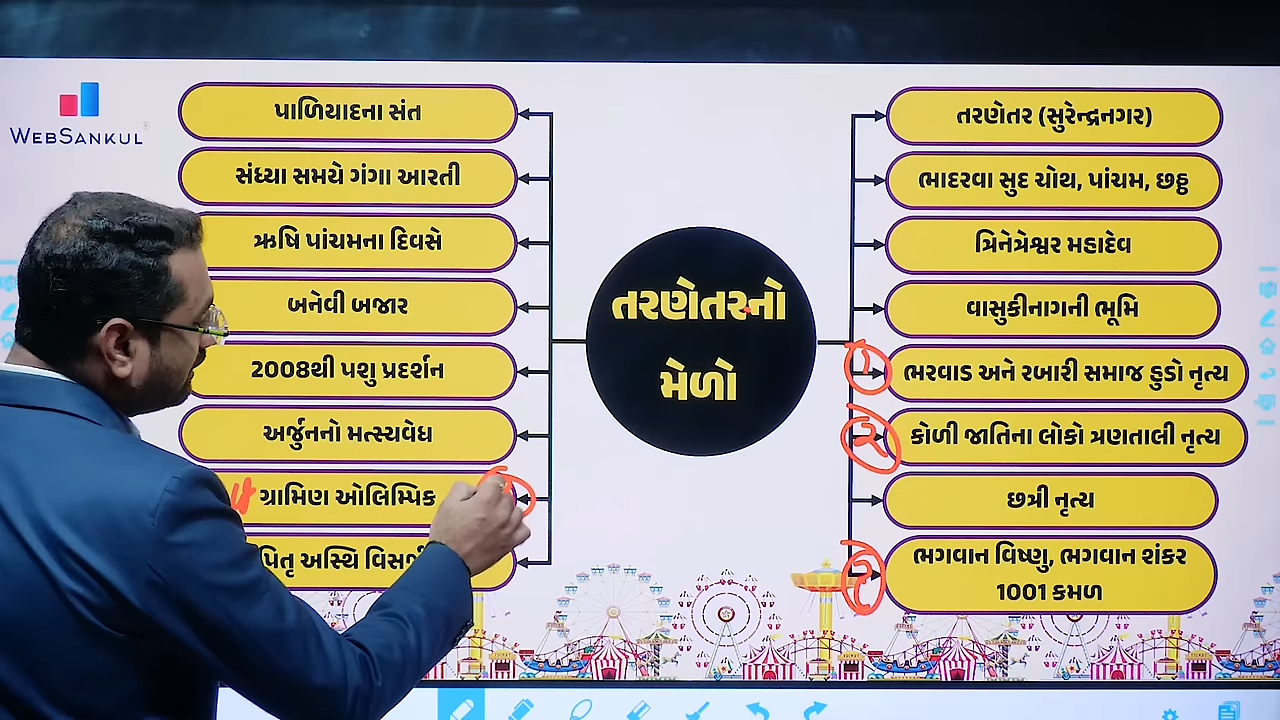 WEBSANKUL
પાળિયાદના સંત
સંધ્યા સમયે ગંગા આરતી
ઋષિ પાંચમના દિવસે
બનેવી બજાર
2008થી પશુ પ્રદર્શન
અર્જુનનો મત્સ્યવેધ
ગ્રામિણ ઓલિમ્પિક
પિતૃ અસ્થિ
તરણેતરનો
મેળો
તરણેતર (સુરેન્દ્રનગર)
ભાદરવા સુદ ચોથ, પાંચમ, છઠ્ઠ
ત્રિનેત્રેશ્વર મહાદેવ
વાસુકીનાગની ભૂમિ
ભરવાડ અને રબારી સમાજ હુડો નૃત્ય
કોળી જાતિના લોકો ત્રણતાલી નૃત્ય
છત્રી નૃત્ય
ભગવાન વિષ્ણુ, ભગવાન શંકર
1001 કમળ